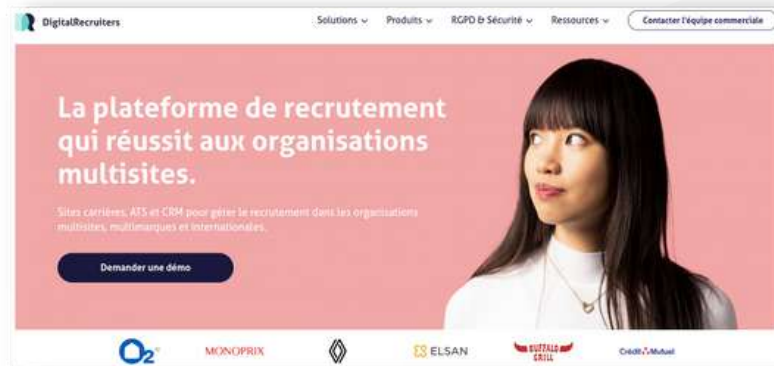 DigitalRecruiters
Solutions
Produits
RGPD & Sécurité
Ressources
Contacter l'équipe commerciale
La plateforme de recrutement
qui réussit aux organisations
multisites.
Sites carrières, ATS et CRM pour gérer le recrutement dans les organisations
multisites, multimarques et internationales.
Demander une démo
O2
MONOPRIX
ELSAN
BUFFALO
GRILL
Crédit Mutuel